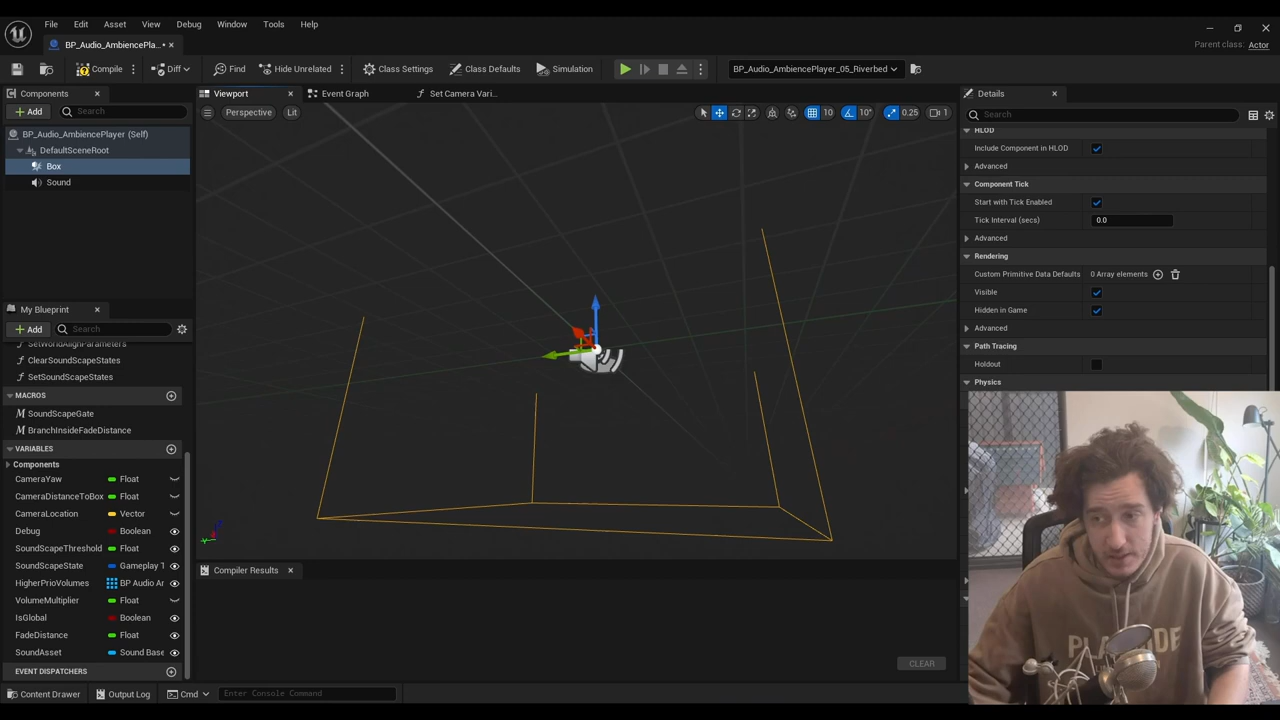 File Edit Asset View Debug Window Tools Help
BP_Audio_AmbiencePla...
Parent class: Actor
Compile Diff Find Hide Unrelated Class Settings Class Defaults Simulation BP_Audio_AmbiencePlayer_05_Riverbed
Components
Add Search
BP_Audio_AmbiencePlayer (Self)
DefaultSceneRoot
Box
Sound
My Blueprint
Add Search
SetWorldAlignParameters
ClearSoundScapeStates
SetSoundScapeStates
MACROS
SoundScapeGate
BranchInsideFadeDistance
VARIABLES
Components
CameraYaw Float
CameraDistanceToBox Float
CameraLocation Vector
Debug Boolean
SoundScapeThreshold Float
SoundScapeState Gameplay T
HigherPrioVolumes BP Audio Ar
VolumeMultiplier Float
IsGlobal Boolean
FadeDistance Float
SoundAsset Sound Base
EVENT DISPATCHERS
Viewport Event Graph Set Camera Vari...
Perspective Lit
10 10° 0.25 1
Compiler Results
CLEAR
Details
Search
HLOD
Include Component in HLOD
Advanced
Component Tick
Start with Tick Enabled
Tick Interval (secs) 0.0
Advanced
Rendering
Custom Primitive Data Defaults 0 Array elements
Visible
Hidden in Game
Advanced
Path Tracing
Holdout
Physics
Content Drawer Output Log Cmd Enter Console Command